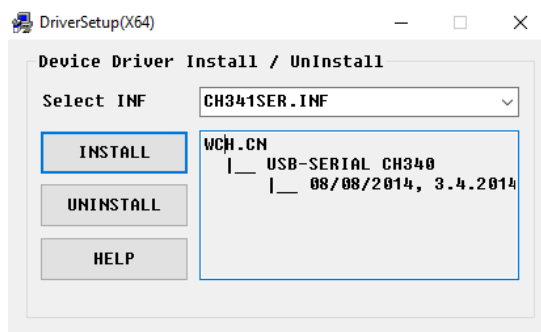 DriverSetup(X64)
Device Driver Install / UnInstall
Select INF
CH341SER.INF
INSTALL
UNINSTALL
HELP
WCH.CN
|__ USB-SERIAL CH340
|__ 08/08/2014, 3.4.2014